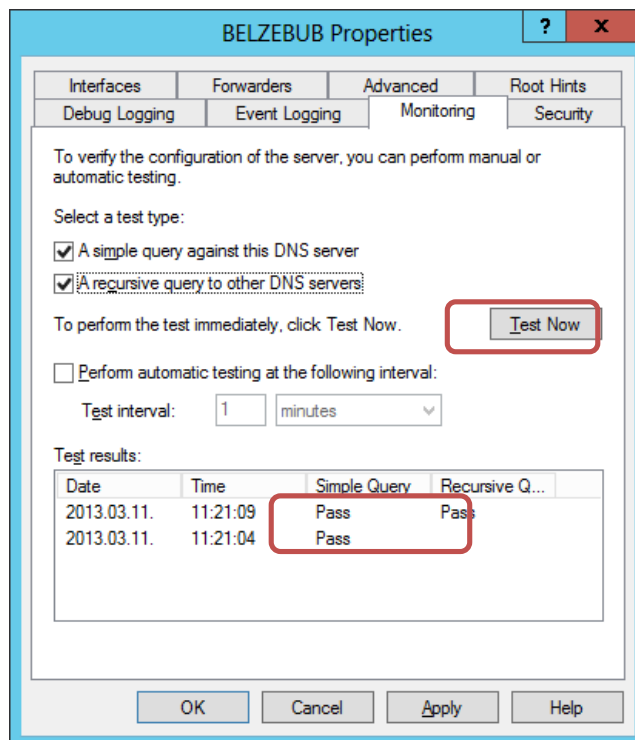 BELZEBUB Properties
?
x
Interfaces Forwarders Advanced Root Hints
Debug Logging Event Logging Monitoring Security
To verify the configuration of the server, you can perform manual or
automatic testing.
Select a test type:
A simple query against this DNS server
A recursive query to other DNS servers
To perform the test immediately, click Test Now. Test Now
Perform automatic testing at the following interval:
Test interval: 1 minutes
Test results:
Date Time Simple Query Recursive Q...
2013.03.11. 11:21:09 Pass Pass
2013.03.11. 11:21:04 Pass
OK Cancel Apply Help